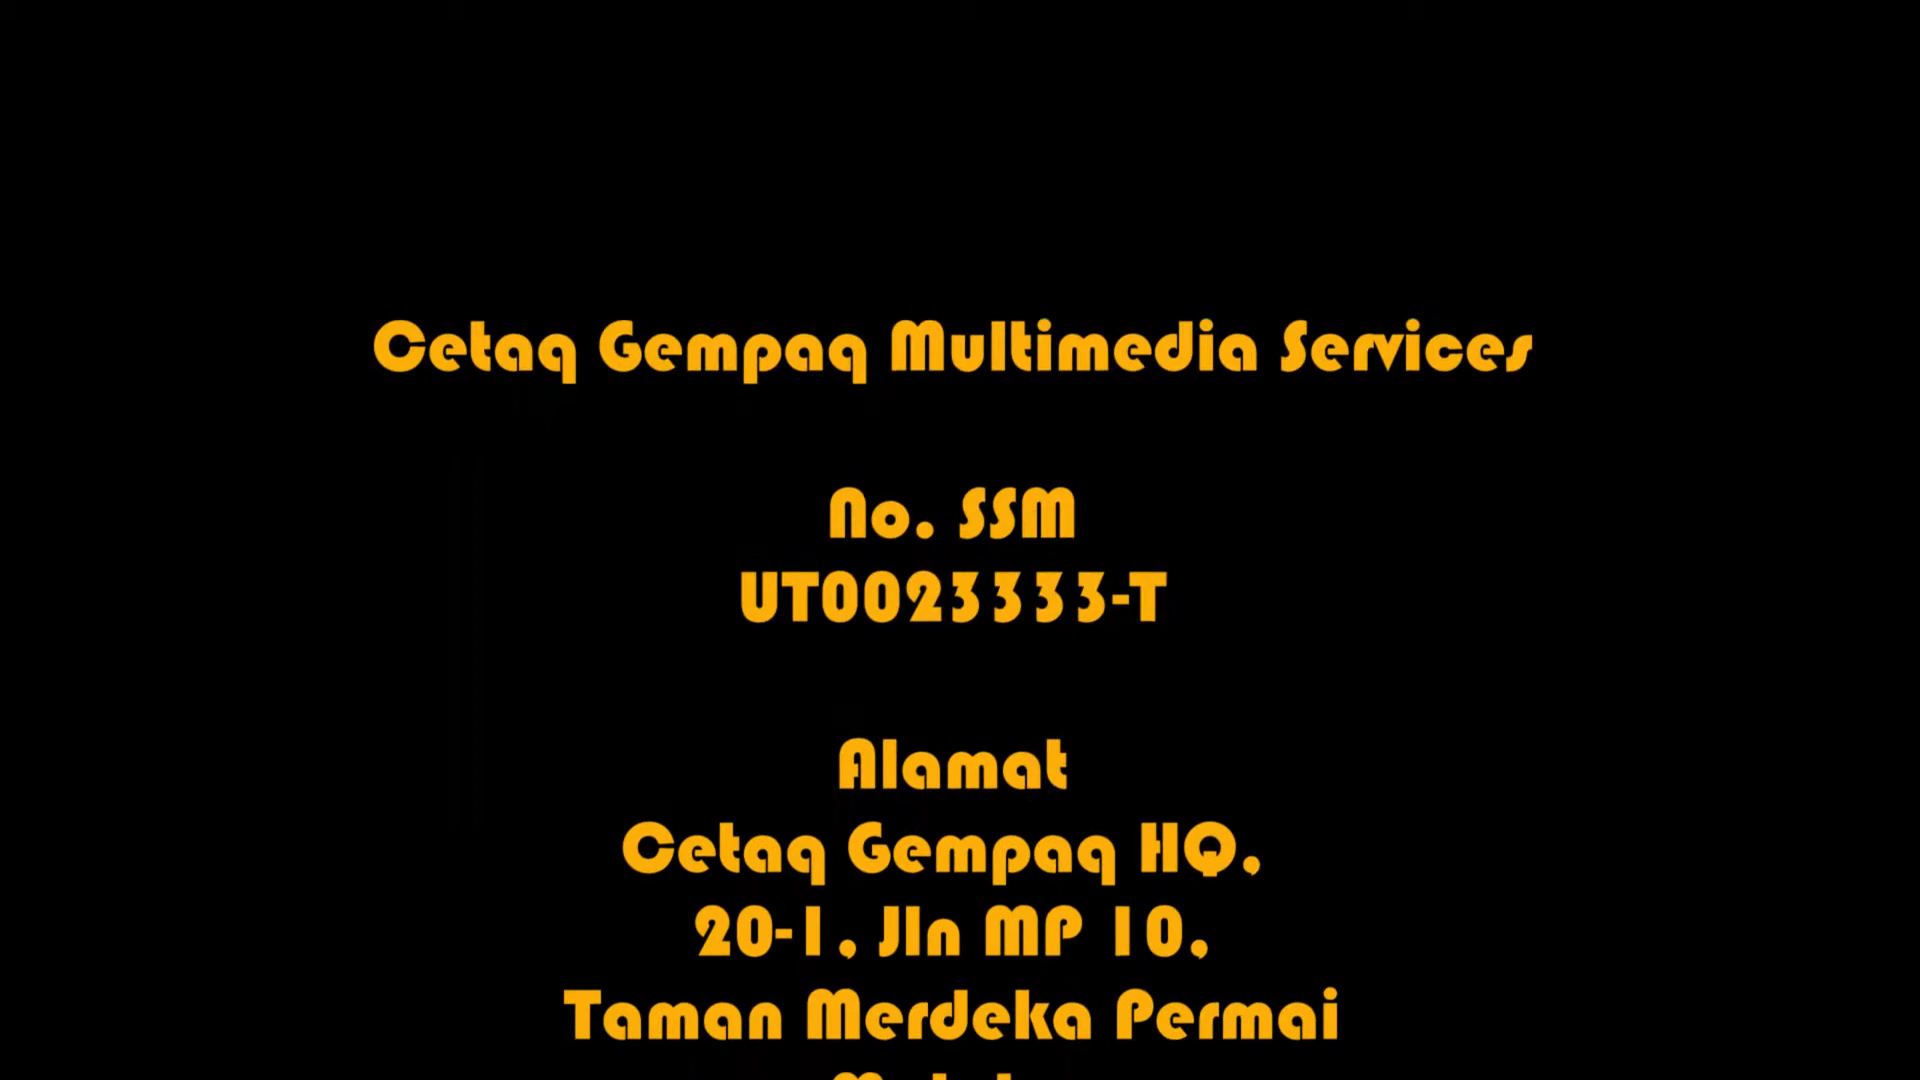 Cetaq Gempaq Multimedia Services
No. SSM
UT0023333-T
Alamat
Cetaq Gempaq HQ,
20-1, Jln MP 10,
Taman Merdeka Permai